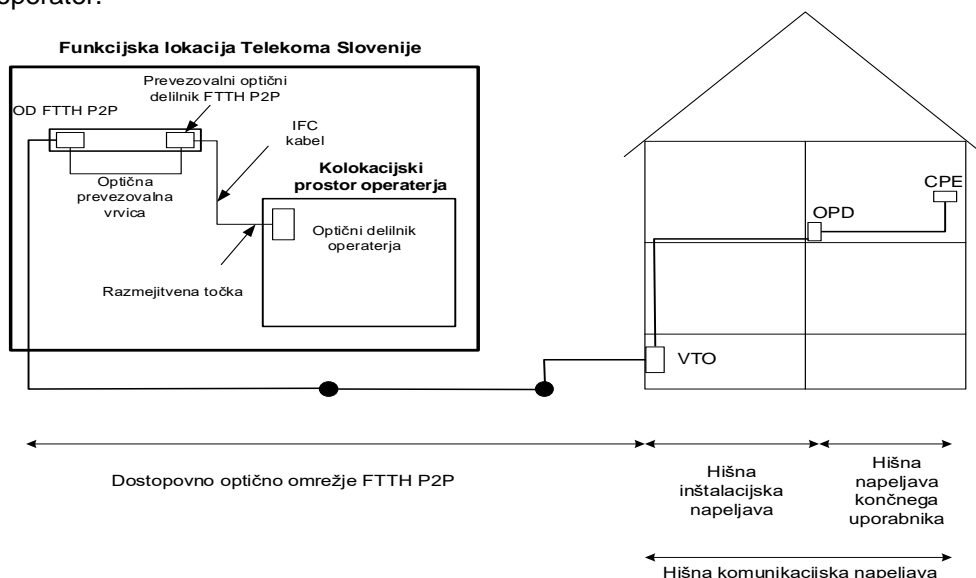 operater.
Funkcijska lokacija Telekoma Slovenije
Prevezovalni optični
delilnik FTTH P2P
OD FTTH P2P
IFC
kabel
Optična
prevezovalna
vrvica
Kolokacijski
prostor operaterja
Optični delilnik
operaterja
Razmejitvena točka
CPE
OPD
VTO
Dostopovno optično omrežje FTTH P2P
Hišna
inštalacijska
napeljava
Hišna
napeljava
končnega
uporabnika
Hišna komunikacijska napeljava